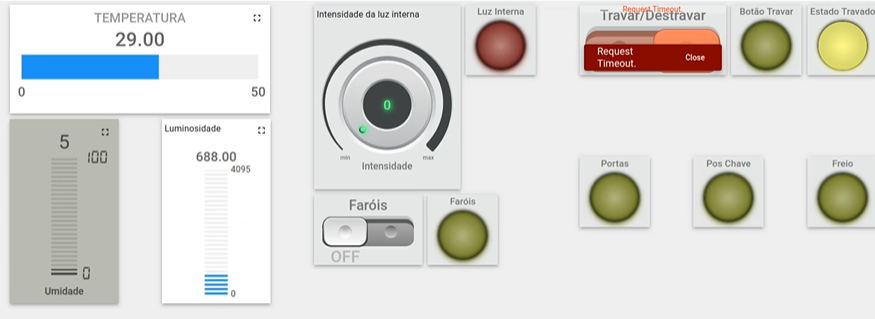 TEMPERATURA
29.00
0
50
5
100
0
Umidade
Luminosidade
688.00
4095
0
Intensidade da luz interna
0
min
max
Intensidade
Luz Interna
Faróis
OFF
Faróis
Request Timeout
Travar/Destravar
Request
Timeout.
Close
Botão Travar
Estado Travado
Portas
Pos Chave
Freio